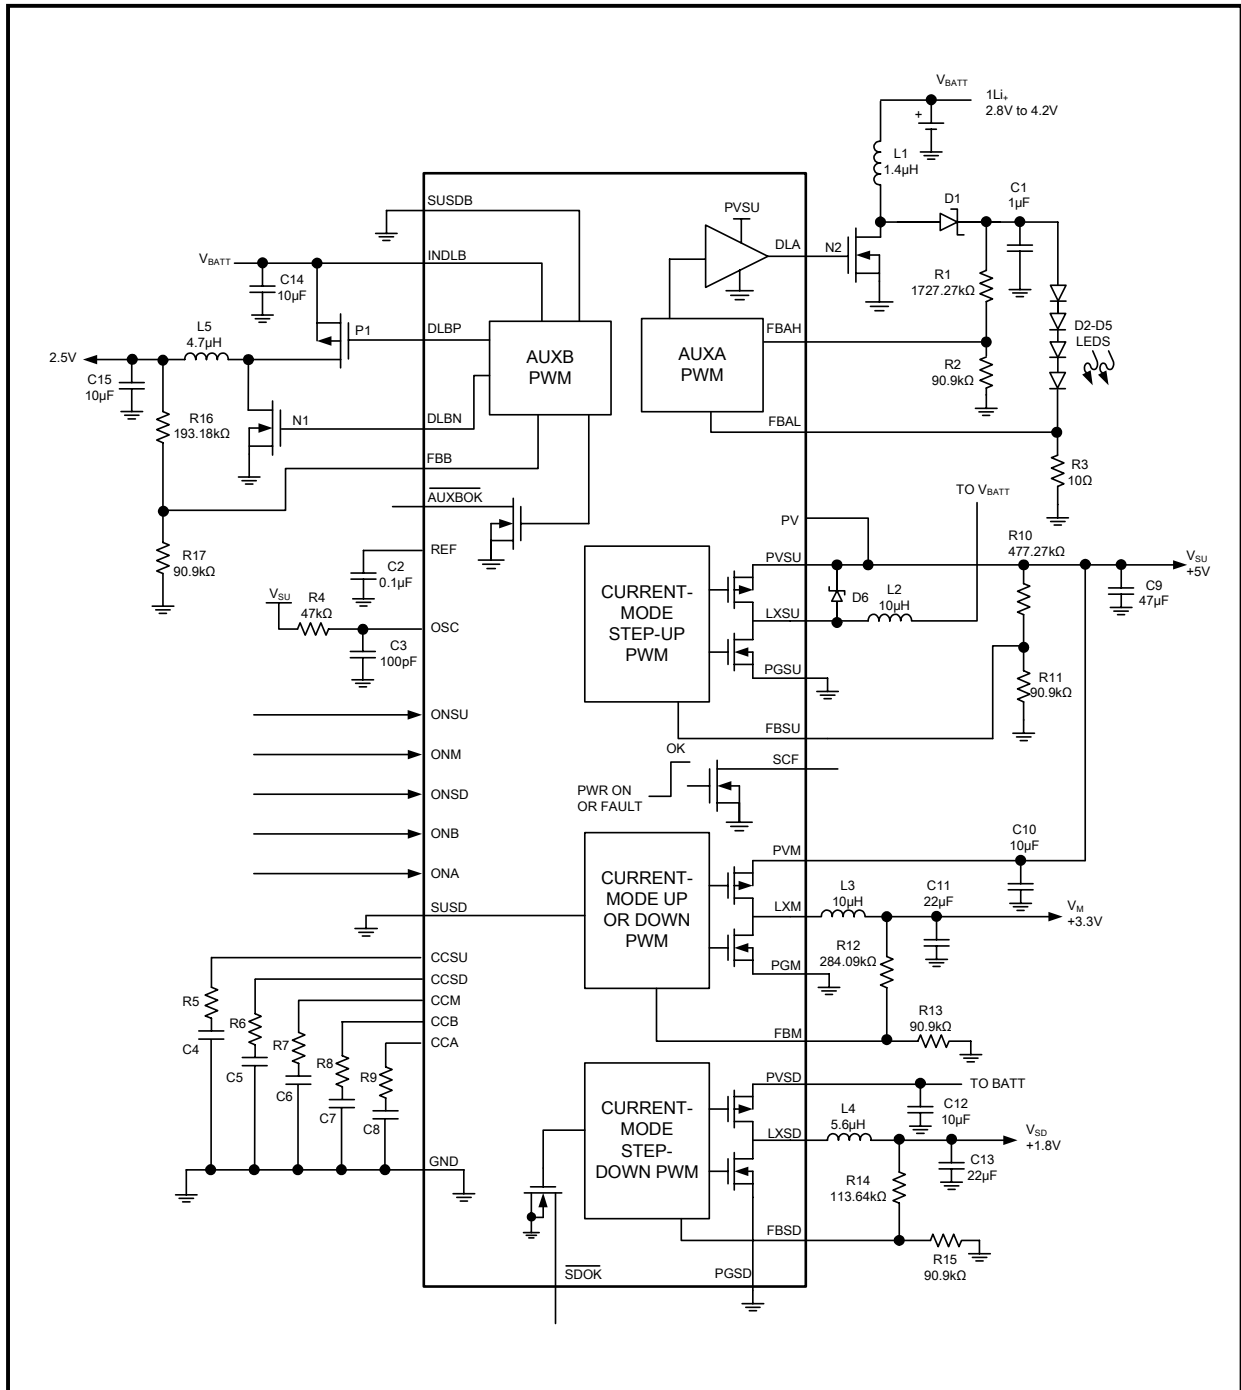 V_BATT
1Li+
2.8V to 4.2V
+
L1
1.4µH
D1
C1
1µF
SUSDB
PVSU
DLA
N2
V_BATT
INDLB
C14
10µF
R1
1727.27kΩ
P1
DLBP
L5
4.7µH
2.5V
AUXB
PWM
AUXA
PWM
FBAH
D2-D5
LEDS
C15
10µF
R2
90.9kΩ
R16
193.18kΩ
N1
DLBN
FBAL
FBB
R3
10Ω
AUXBOK
TO V_BATT
PV
REF
R10
477.27kΩ
R17
90.9kΩ
C2
0.1µF
PVSU
V_SU
+5V
CURRENT-
MODE
STEP-UP
PWM
D6
L2
10µH
C9
47µF
V_SU
R4
47kΩ
LXSU
OSC
C3
100pF
PGSU
R11
90.9kΩ
ONSU
FBSU
ONM
OK
SCF
PWR ON
OR FAULT
ONSD
ONB
C10
10µF
PVM
ONA
CURRENT-
MODE UP
OR DOWN
PWM
L3
10µH
C11
22µF
SUSD
LXM
V_M
+3.3V
R12
284.09kΩ
CCSU
PGM
CCSD
R5
CCM
R13
90.9kΩ
R6
CCB
FBM
C4
R7
CCA
C5
R8
R9
PVSD
TO BATT
C6
CURRENT-
MODE
STEP-
DOWN PWM
L4
5.6µH
C12
10µF
C7
C8
LXSD
V_SD
+1.8V
GND
C13
22µF
R14
113.64kΩ
FBSD
R15
90.9kΩ
SDOK
PGSD